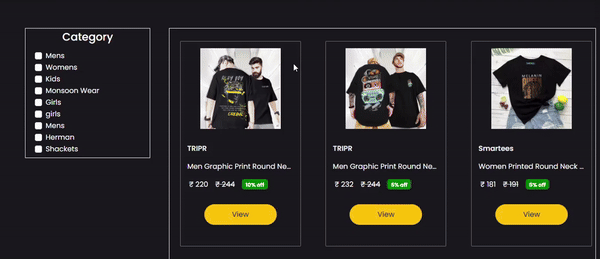 Category
Mens
Womens
Kids
Monsoon Wear
Girls
girls
Mens
Herman
Shackets
TRIPR
Men Graphic Print Round Ne...
₹ 220 ₹ 244 10% off
View
TRIPR
Men Graphic Print Round Ne...
₹ 232 ₹ 244 5% off
View
Smartees
Women Printed Round Neck ...
₹ 181 ₹ 191 5% off
View